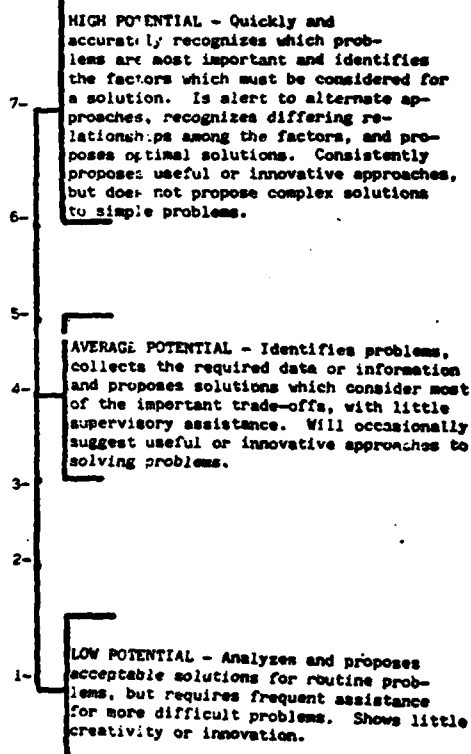 HIGH POTENTIAL - Quickly and
accurately recognizes which prob-
lems are most important and identifies
the factors which must be considered for
7-
a solution. Is alert to alternate ap-
proaches, recognizes differing re-
lationships among the factors, and pro-
poses optimal solutions. Consistently
proposes useful or innovative approaches,
but does not propose complex solutions
6-
to simple problems.
5-
AVERAGE POTENTIAL - Identifies problems,
collects the required data or information
4-
and proposes solutions which consider most
of the important trade-offs, with little
supervisory assistance. Will occasionally
suggest useful or innovative approaches to
solving problems.
3-
2-
LOW POTENTIAL - Analyzes and proposes
1-
acceptable solutions for routine prob-
lems, but requires frequent assistance
for more difficult problems. Shows little
creativity or innovation.